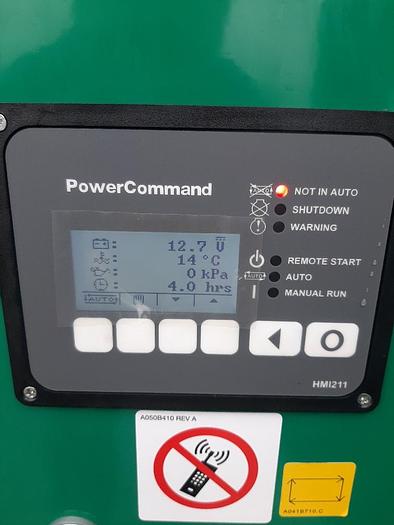 PowerCommand
NOT IN AUTO
SHUTDOWN
WARNING
12.7 V
14 °C
0 kPa
4.0 hrs
AUTO
REMOTE START
AUTO
AUTO
MANUAL RUN
HMI211
A050B410 REV A
A041B710.C